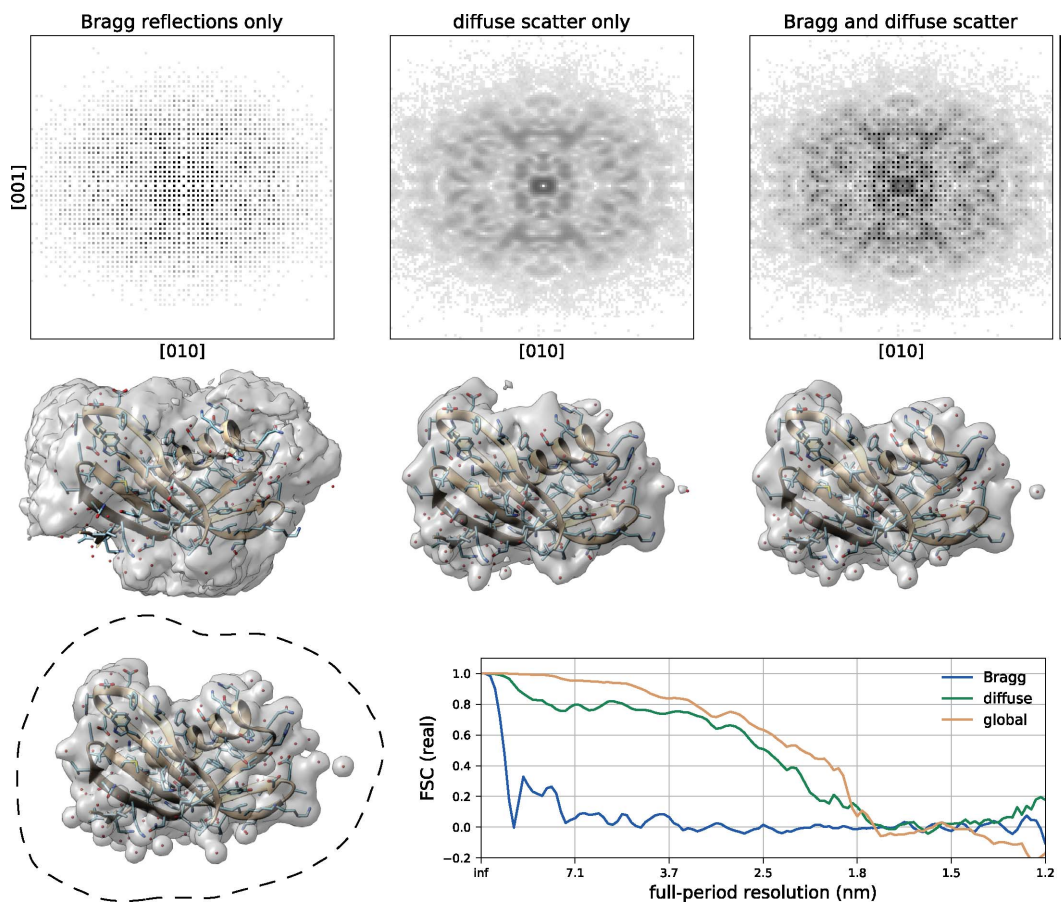 Bragg reflections only
diffuse scatter only
Bragg and diffuse scatter
[001]
[010]
[010]
[010]
1.0
0.8
0.6
0.4
0.2
0.0
−0.2
FSC (real)
Bragg
diffuse
global
inf
7.1
3.7
2.5
1.8
1.5
1.2
full-period resolution (nm)